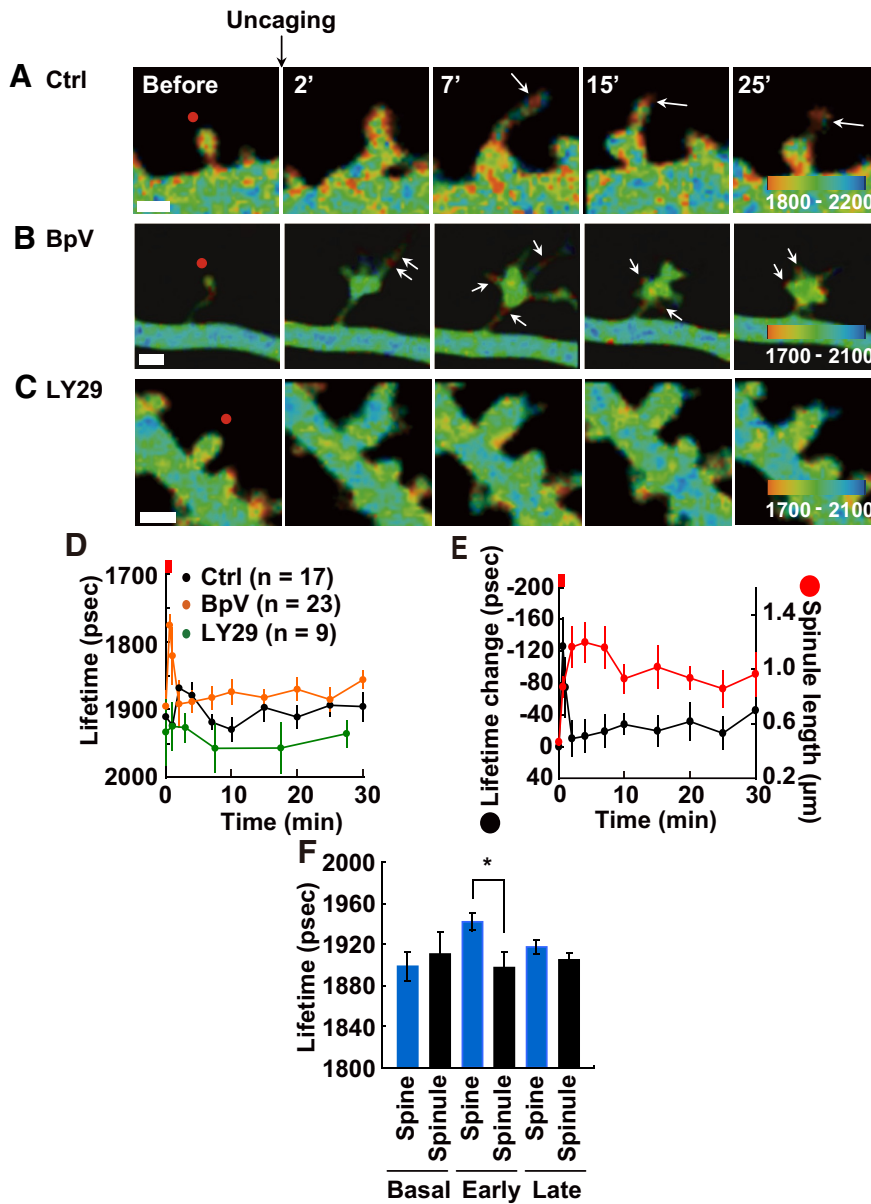 Uncaging
A Ctrl
Before
2’
7’
15’
25’
1800 - 2200
B BpV
1700 - 2100
C LY29
1700 - 2100
D
Lifetime (psec)
1700
1800
1900
2000
0
10
20
30
Time (min)
Ctrl (n = 17)
BpV (n = 23)
LY29 (n = 9)
E
Lifetime change (psec)
-200
-160
-120
-80
-40
0
40
0
10
20
30
Time (min)
1.4
1.0
0.6
0.2
Spinule length (μm)
F
Lifetime (psec)
2000
1960
1920
1880
1840
1800
*
Spine
Spinule
Spine
Spinule
Spine
Spinule
Basal
Early
Late